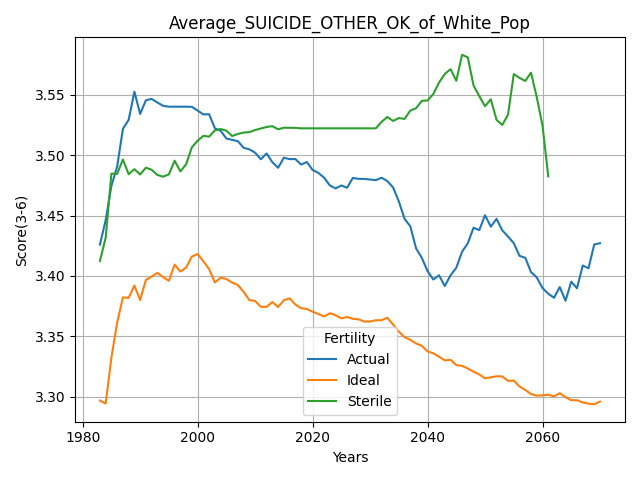 Average_SUICIDE_OTHER_OK_of_White_Pop
Score(3-6)
3.55
3.50
3.45
3.40
3.35
3.30
Fertility
Actual
Ideal
Sterile
1980
2000
2020
2040
2060
Years